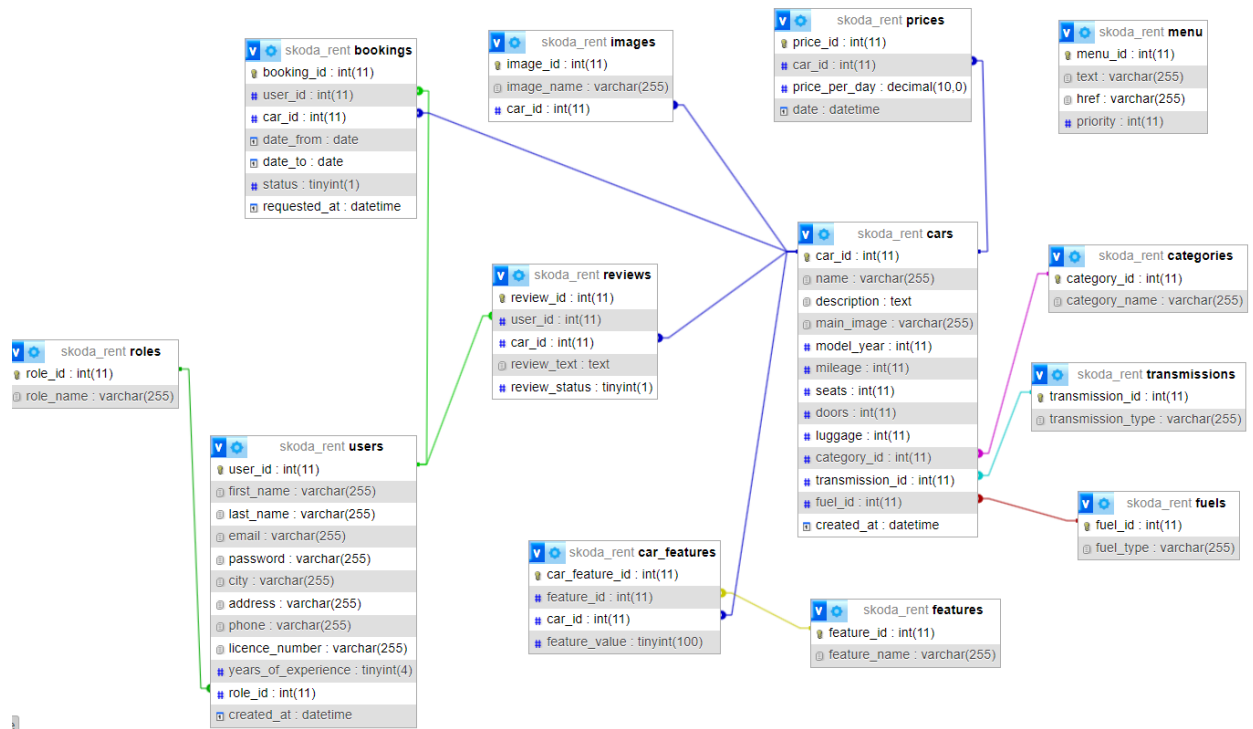 skoda_rent bookings
booking_id : int(11)
user_id : int(11)
car_id : int(11)
date_from : date
date_to : date
status : tinyint(1)
requested_at : datetime
skoda_rent images
image_id : int(11)
image_name : varchar(255)
car_id : int(11)
skoda_rent prices
price_id : int(11)
car_id : int(11)
price_per_day : decimal(10,0)
date : datetime
skoda_rent menu
menu_id : int(11)
text : varchar(255)
href : varchar(255)
priority : int(11)
skoda_rent cars
car_id : int(11)
name : varchar(255)
description : text
main_image : varchar(255)
model_year : int(11)
mileage : int(11)
seats : int(11)
doors : int(11)
luggage : int(11)
category_id : int(11)
transmission_id : int(11)
fuel_id : int(11)
created_at : datetime
skoda_rent categories
category_id : int(11)
category_name : varchar(255)
skoda_rent reviews
review_id : int(11)
user_id : int(11)
car_id : int(11)
review_text : text
review_status : tinyint(1)
skoda_rent roles
role_id : int(11)
role_name : varchar(255)
skoda_rent transmissions
transmission_id : int(11)
transmission_type : varchar(255)
skoda_rent users
user_id : int(11)
first_name : varchar(255)
last_name : varchar(255)
email : varchar(255)
password : varchar(255)
city : varchar(255)
address : varchar(255)
phone : varchar(255)
licence_number : varchar(255)
years_of_experience : tinyint(4)
role_id : int(11)
created_at : datetime
skoda_rent fuels
fuel_id : int(11)
fuel_type : varchar(255)
skoda_rent car_features
car_feature_id : int(11)
feature_id : int(11)
car_id : int(11)
feature_value : tinyint(100)
skoda_rent features
feature_id : int(11)
feature_name : varchar(255)